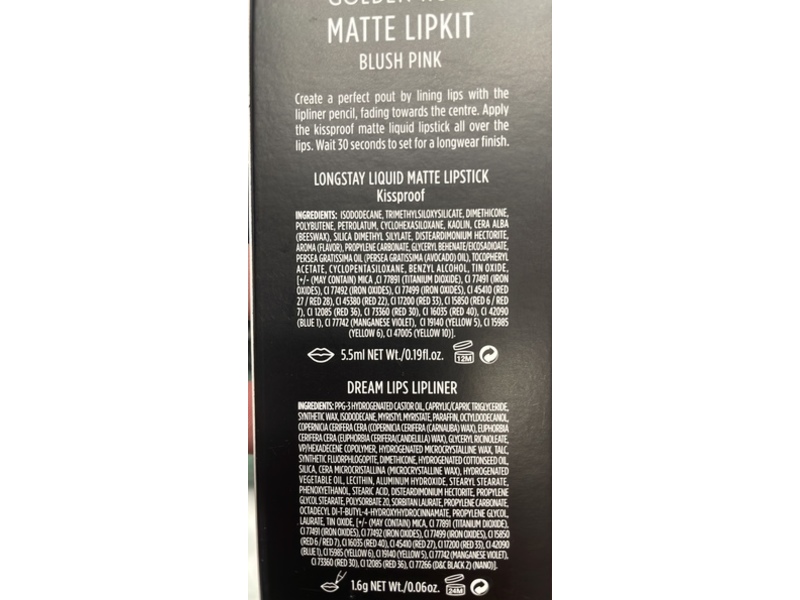 GOLDEN ROSE
MATTE LIPKIT
BLUSH PINK
Create a perfect pout by lining lips with the
lipliner pencil, fading towards the centre. Apply
the kissproof matte liquid lipstick all over the
lips. Wait 30 seconds to set for a longwear finish.
LONGSTAY LIQUID MATTE LIPSTICK
Kissproof
INGREDIENTS: ISODODECANE, TRIMETHYLSILOXYSILICATE, DIMETHICONE,
POLYBUTENE, PETROLATUM, CYCLOHEXASILOXANE, KAOLIN, CERA ALBA
(BEESWAX), SILICA DIMETHYL SILYLATE, DISTEARDIMONIUM HECTORITE,
AROMA (FLAVOR), PROPYLENE CARBONATE, GLYCERYL BEHENATE/EICOSADIOATE,
PERSEA GRATISSIMA OIL (PERSEA GRATISSIMA (AVOCADO) OIL), TOCOPHERYL
ACETATE, CYCLOPENTASILOXANE, BENZYL ALCOHOL, TIN OXIDE,
[+/- (MAY CONTAIN) MICA ,CI 77891 (TITANIUM DIOXIDE), CI 77491 (IRON
OXIDES), CI 77492 (IRON OXIDES), CI 77499 (IRON OXIDES), CI 45410 (RED
27 / RED 28), CI 45380 (RED 22), CI 17200 (RED 33), CI 15850 (RED 6 / RED
7), CI 12085 (RED 36), CI 73360 (RED 30), CI 16035 (RED 40), CI 42090
(BLUE 1), CI 77742 (MANGANESE VIOLET), CI 19140 (YELLOW 5), CI 15985
(YELLOW 6), CI 47005 (YELLOW 10)].
5.5ml NET Wt./0.19fl.oz. 12M
DREAM LIPS LIPLINER
INGREDIENTS: PPG-3 HYDROGENATED CASTOR OIL, CAPRYLIC/CAPRIC TRIGLYCERIDE,
SYNTHETIC WAX, ISODODECANE, MYRISTYL MYRISTATE, PARAFFIN, OCTYLDODECANOL,
COPERNICIA CERIFERA CERA (COPERNICIA CERIFERA (CARNAUBA) WAX), EUPHORBIA
CERIFERA CERA (EUPHORBIA CERIFERA(CANDELILLA) WAX), GLYCERYL RICINOLEATE,
VP/HEXADECENE COPOLYMER, HYDROGENATED MICROCRYSTALLINE WAX, TALC,
SYNTHETIC FLUORPHLOGOPITE, DIMETHICONE, HYDROGENATED COTTONSEED OIL,
SILICA, CERA MICROCRISTALLINA (MICROCRYSTALLINE WAX), HYDROGENATED
VEGETABLE OIL, LECITHIN, ALUMINUM HYDROXIDE, STEARYL STEARATE,
PHENOXYETHANOL, STEARIC ACID, DISTEARDIMONIUM HECTORITE, PROPYLENE
GLYCOL STEARATE, POLYSORBATE 20, SORBITAN LAURATE, PROPYLENE CARBONATE,
OCTADECYL DI-T-BUTYL-4-HYDROXYHYDROCINNAMATE, PROPYLENE GLYCOL
LAURATE, TIN OXIDE, [+/- (MAY CONTAIN) MICA, CI 77891 (TITANIUM DIOXIDE),
CI 77491 (IRON OXIDES), CI 77492 (IRON OXIDES), CI 77499 (IRON OXIDES), CI 15850
(RED 6 / RED 7), CI 16035 (RED 40), CI 45410 (RED 27), CI 17200 (RED 33), CI 42090
(BLUE 1), CI 15985 (YELLOW 6), CI 19140 (YELLOW 5), CI 77742 (MANGANESE VIOLET),
CI 73360 (RED 30), CI 12085 (RED 36), CI 77266 (D&C BLACK 2) (NANO)].
1.6g NET Wt./0.06oz. 24M